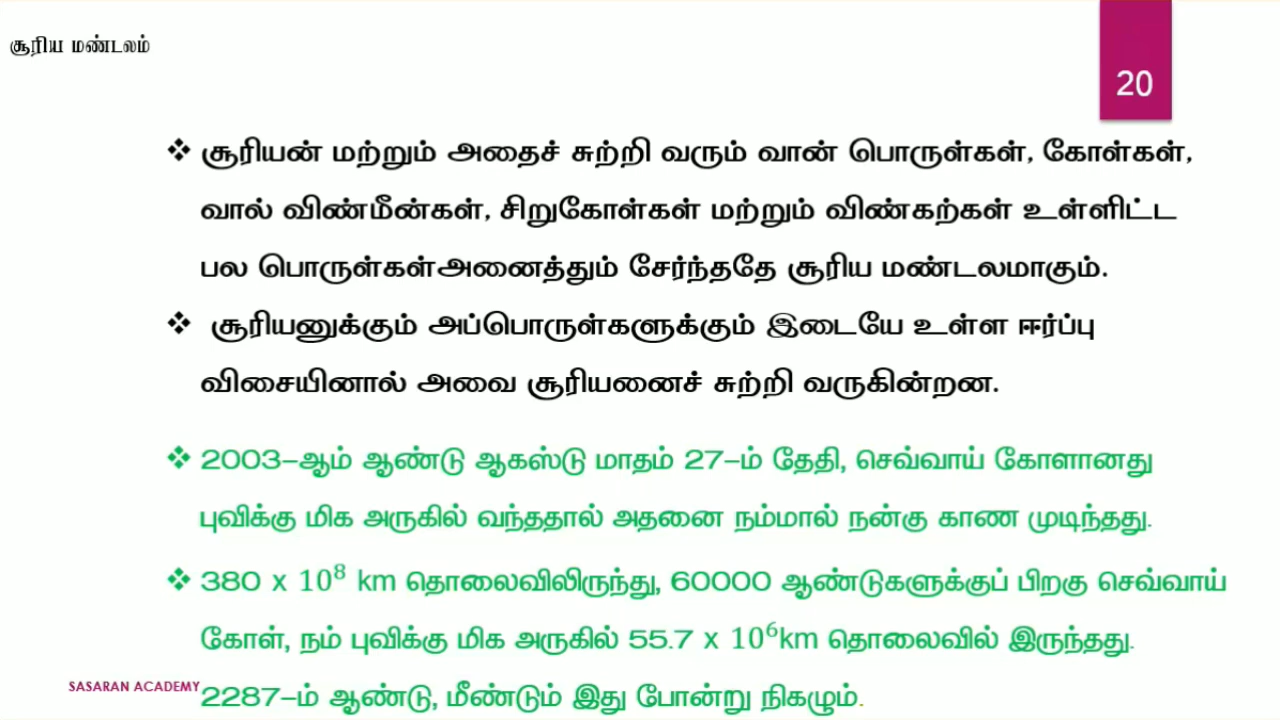 சூரிய மண்டலம்
20
❖ சூரியன் மற்றும் அதைச் சுற்றி வரும் வான் பொருள்கள், கோள்கள்,
வால் விண்மீன்கள், சிறுகோள்கள் மற்றும் விண்கற்கள் உள்ளிட்ட
பல பொருள்கள்அனைத்தும் சேர்ந்ததே சூரிய மண்டலமாகும்.
❖ சூரியனுக்கும் அப்பொருள்களுக்கும் இடையே உள்ள ஈர்ப்பு
விசையினால் அவை சூரியனைச் சுற்றி வருகின்றன.
❖ 2003–ஆம் ஆண்டு ஆகஸ்டு மாதம் 27–ம் தேதி, செவ்வாய் கோளானது
புவிக்கு மிக அருகில் வந்ததால் அதனை நம்மால் நன்கு காண முடிந்தது.
❖ 380 x 10⁸ km தொலைவிலிருந்து, 60000 ஆண்டுகளுக்குப் பிறகு செவ்வாய்
கோள், நம் புவிக்கு மிக அருகில் 55.7 x 10⁶km தொலைவில் இருந்தது.
2287–ம் ஆண்டு, மீண்டும் இது போன்று நிகழும்.
SASARAN ACADEMY